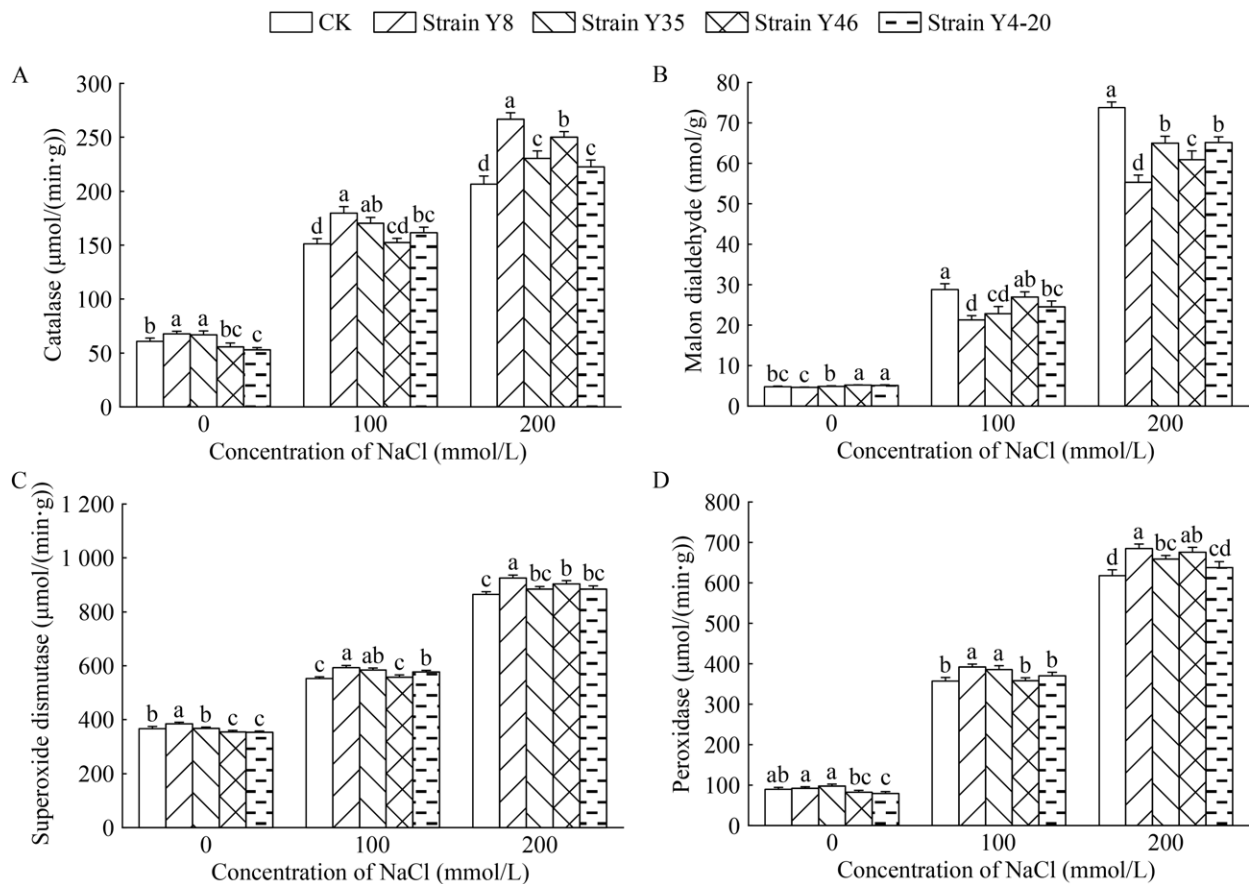 CK Strain Y8 Strain Y35 Strain Y46 Strain Y4-20
A
Catalase (μmol/(min·g))
300
250
200
150
100
50
0
b a a bc c
d a ab cd bc
d a c b c
0 100 200
Concentration of NaCl (mmol/L)
B
Malon dialdehyde (nmol/g)
80
70
60
50
40
30
20
10
0
bc c b a a
a d cd ab bc
a d b c b
0 100 200
Concentration of NaCl (mmol/L)
C
Superoxide dismutase (μmol/(min·g))
1 200
1 000
800
600
400
200
0
b a b c c
c a ab c b
c a bc b bc
0 100 200
Concentration of NaCl (mmol/L)
D
Peroxidase (μmol/(min·g))
800
700
600
500
400
300
200
100
0
ab a a bc c
b a a b b
d a bc ab cd
0 100 200
Concentration of NaCl (mmol/L)